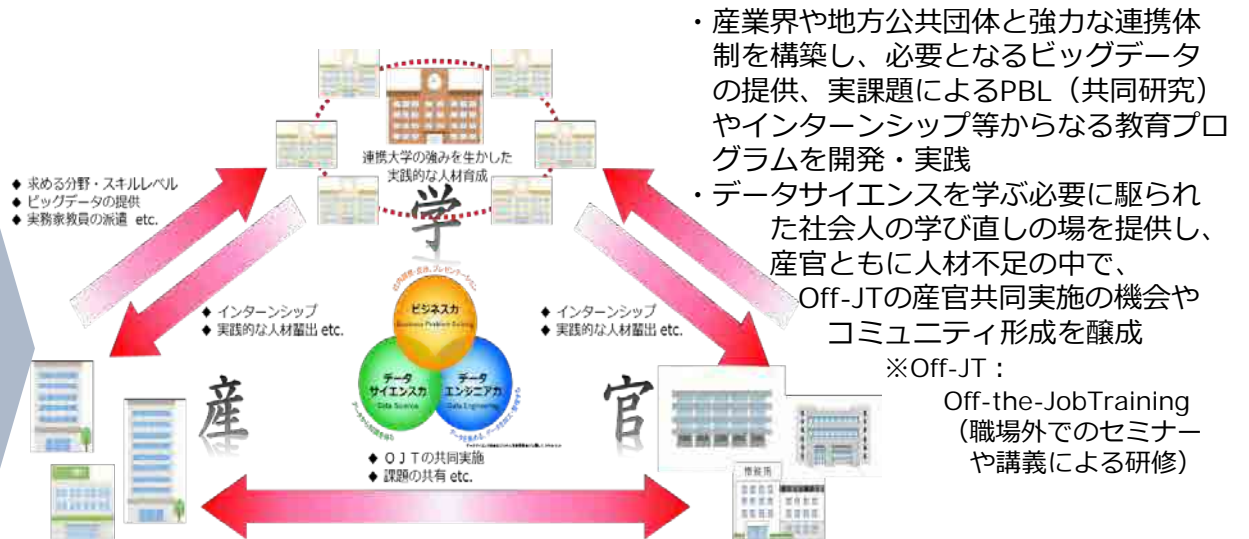 ・産業界や地方公共団体と強力な連携体
制を構築し、必要となるビッグデータ
の提供、実課題によるPBL（共同研究）
やインターンシップ等からなる教育プロ
グラムを開発・実践
・データサイエンスを学ぶ必要に駆られ
た社会人の学び直しの場を提供し、
産官ともに人材不足の中で、
Off-JTの産官共同実施の機会や
コミュニティ形成を醸成
※Off-JT：
Off-the-JobTraining
（職場外でのセミナー
や講義による研修）
連携大学の強みを生かした
実践的な人材育成
学
◆ 求める分野・スキルレベル
◆ ビッグデータの提供
◆ 実務家教員の派遣 etc.
◆ インターンシップ
◆ 実践的な人材輩出 etc.
◆ インターンシップ
◆ 実践的な人材輩出 etc.
ビジネス力
Business Problem Solving
データ
サイエンス力
Data Science
データ
エンジニア力
Data Engineering
産
官
◆ OJTの共同実施
◆ 課題の共有 etc.